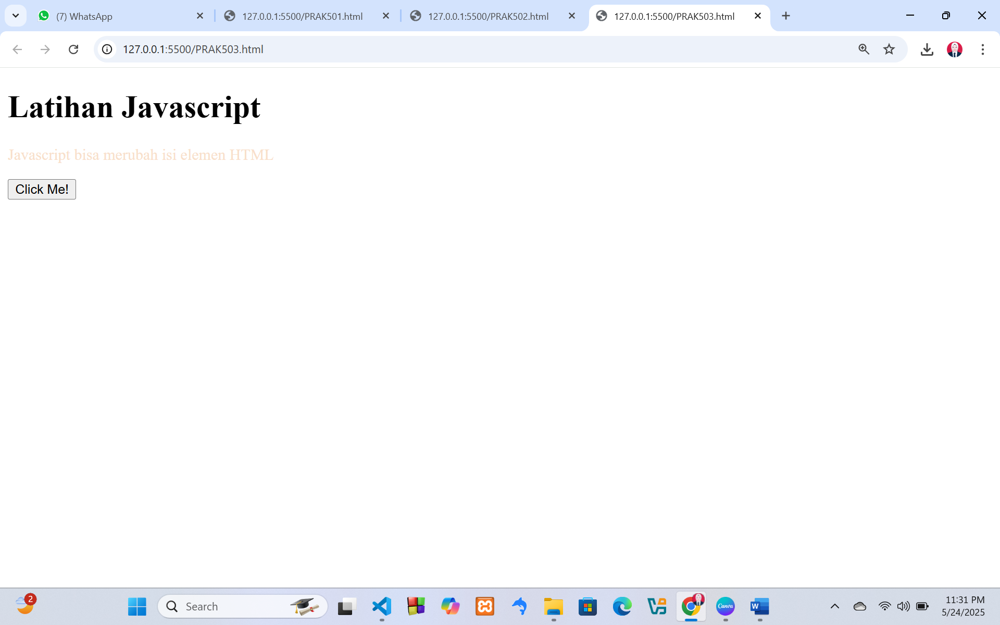 (7) WhatsApp
127.0.0.1:5500/PRAK501.html
127.0.0.1:5500/PRAK502.html
127.0.0.1:5500/PRAK503.html
127.0.0.1:5500/PRAK503.html
Latihan Javascript
Javascript bisa merubah isi elemen HTML
Click Me!
2
Search
Canva
W
11:31 PM
5/24/2025